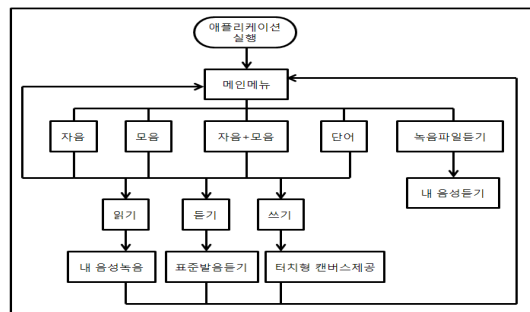 애플리케이션
실행
메인메뉴
자음
모음
자음+모음
단어
녹음파일듣기
내 음성듣기
읽기
듣기
쓰기
내 음성녹음
표준발음듣기
터치형 캔버스제공